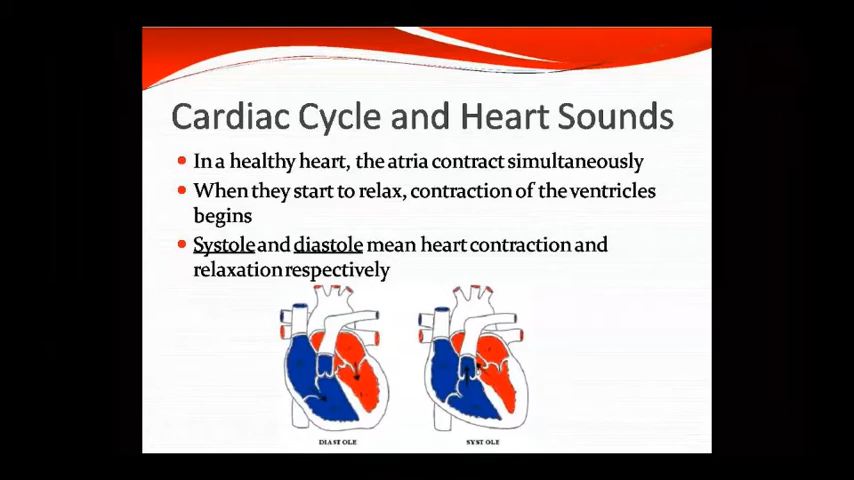 Cardiac Cycle and Heart Sounds
In a healthy heart, the atria contract simultaneously
When they start to relax, contraction of the ventricles
begins
Systole and diastole mean heart contraction and
relaxation respectively
DIASTOLE
SYSTOLE